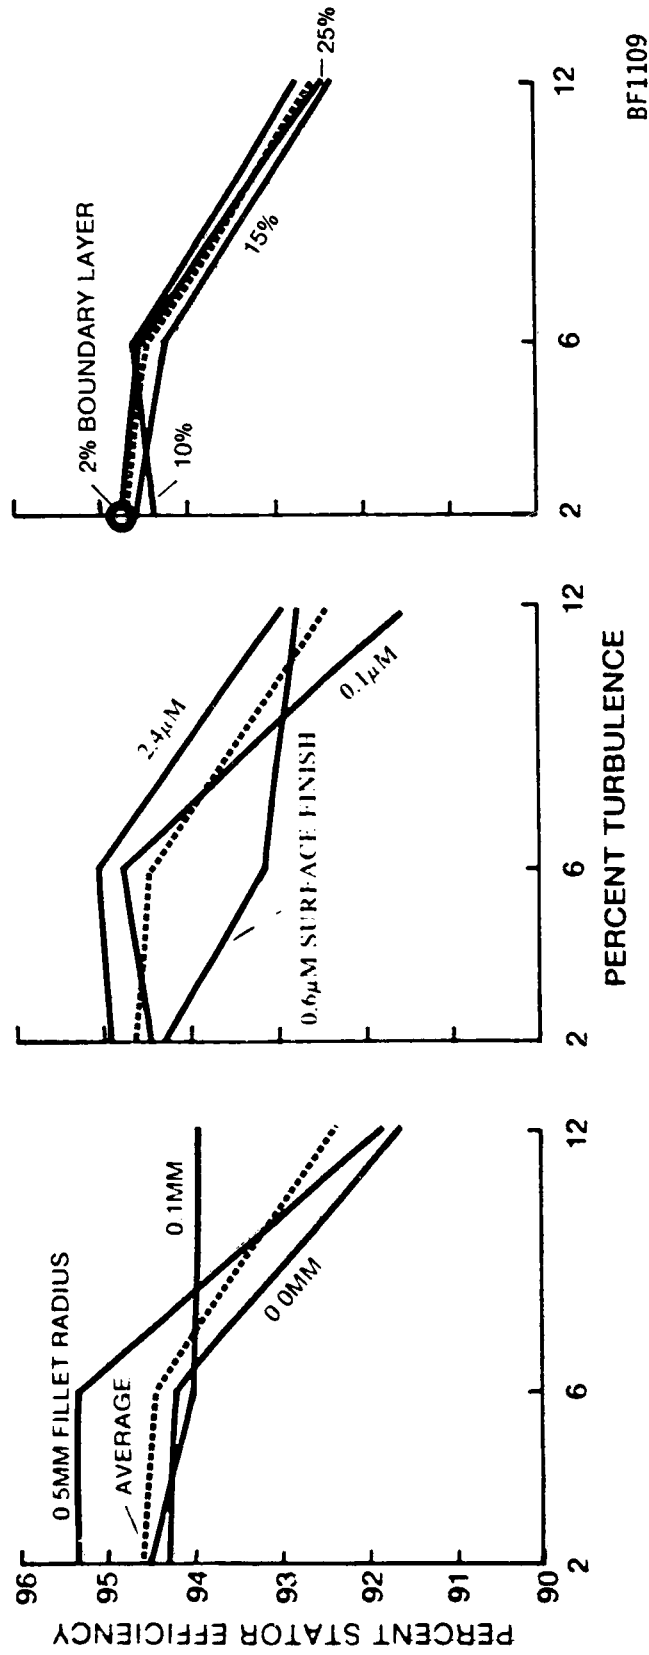 PERCENT STATOR EFFICIENCY
96
95
94
93
92
91
90
0 5MM FILLET RADIUS
AVERAGE
0.1MM
0 0MM
2
6
12
2.4μM
0.1μM
0.6μM SURFACE FINISH
2
6
12
PERCENT TURBULENCE
2% BOUNDARY LAYER
10%
15%
25%
2
6
12
BF1109